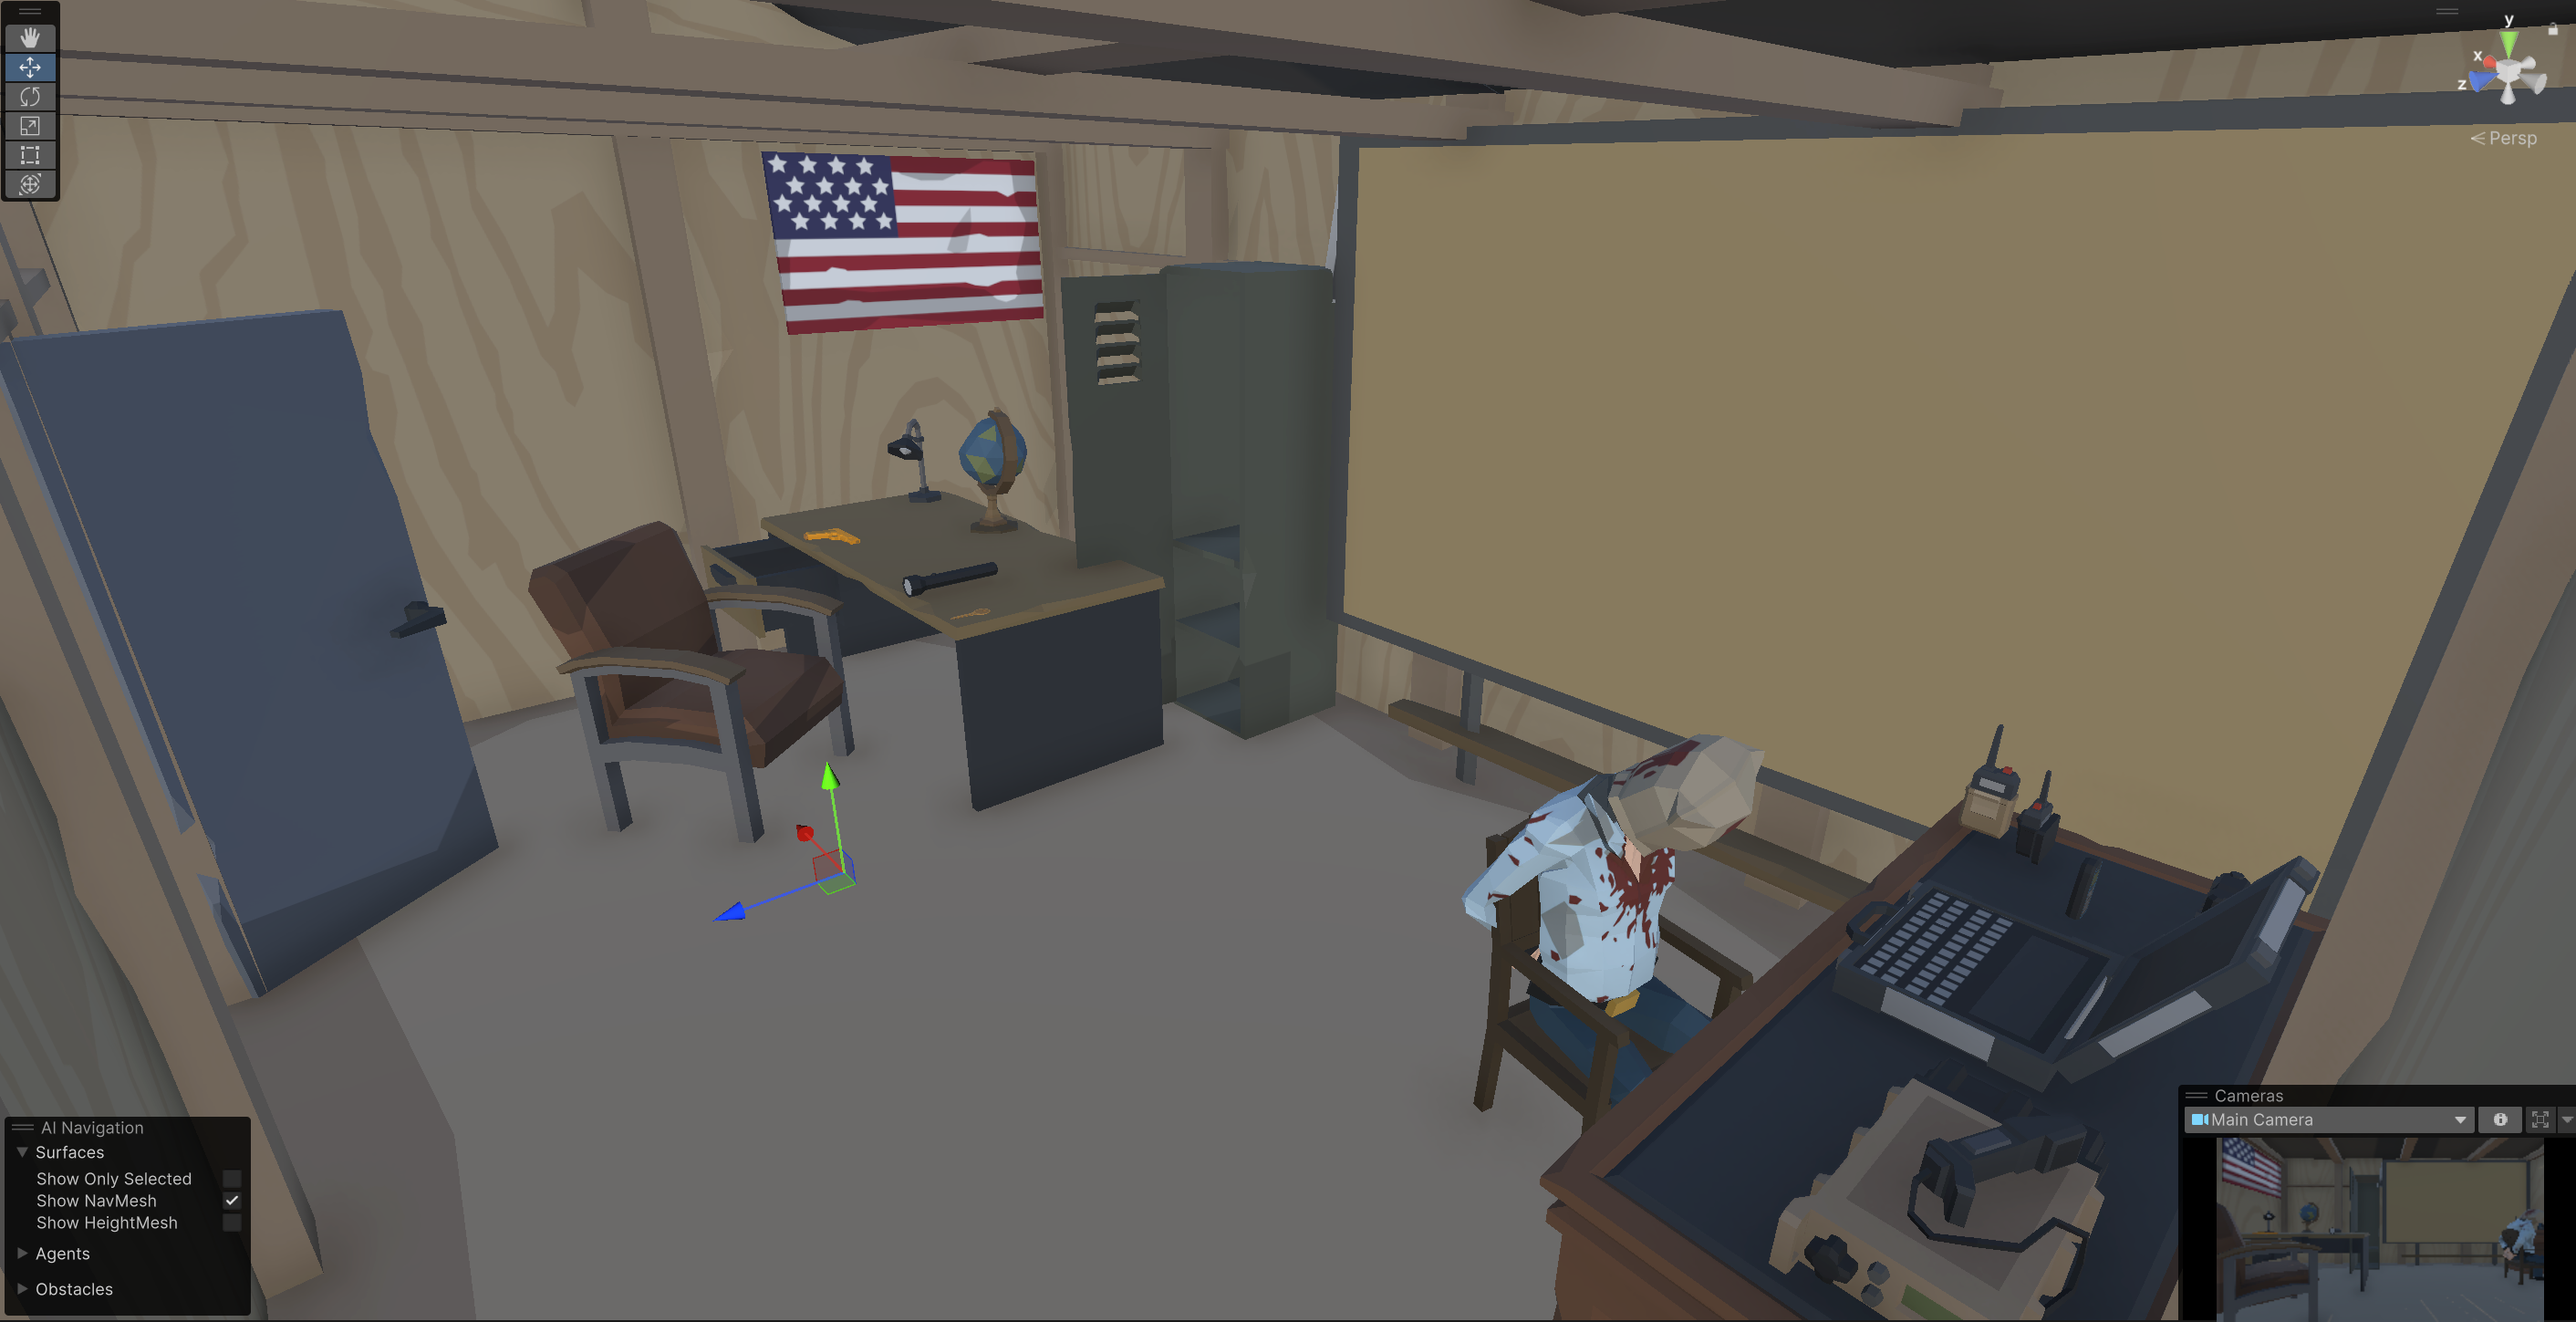 y
x
z
Persp
AI Navigation
Surfaces
Show Only Selected
Show NavMesh
Show HeightMesh
Agents
Obstacles
Cameras
Main Camera